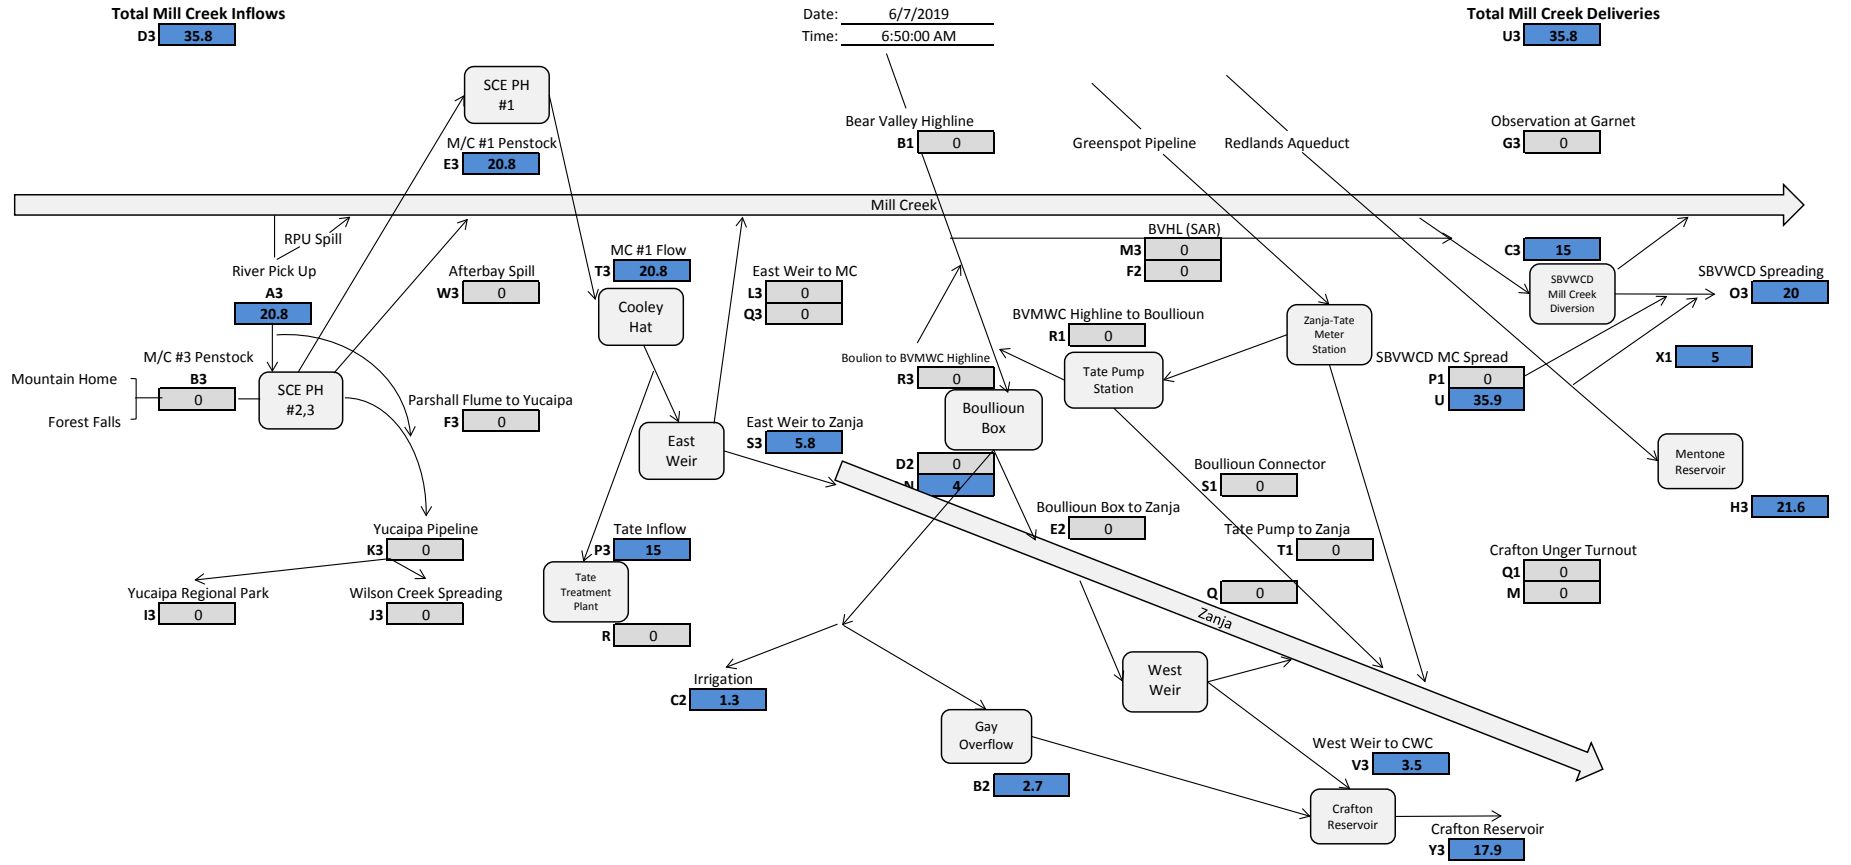 Total Mill Creek Inflows
D3 35.8
Date: 6/7/2019
Time: 6:50:00 AM
Total Mill Creek Deliveries
U3 35.8
SCE PH
#1
M/C #1 Penstock
E3 20.8
Bear Valley Highline
B1 0
Greenspot Pipeline
Redlands Aqueduct
Observation at Garnet
G3 0
Mill Creek
RPU Spill
River Pick Up
A3
20.8
Afterbay Spill
W3 0
MC #1 Flow
T3 20.8
Cooley
Hat
East Weir to MC
L3 0
Q3 0
BVHL (SAR)
M3 0
F2 0
C3 15
SBVWCD
Mill Creek
Diversion
SBVWCD Spreading
O3 20
BVMWC Highline to Boullioun
R1 0
Zanja-Tate
Meter
Station
M/C #3 Penstock
B3
0
Mountain Home
Forest Falls
SCE PH
#2,3
Parshall Flume to Yucaipa
F3 0
Boulion to BVMWC Highline
R3 0
Tate Pump
Station
SBVWCD MC Spread
P1 0
U 35.9
X1 5
Boullioun
Box
East
Weir
East Weir to Zanja
S3 5.8
D2 0
N 4
Boullioun Connector
S1 0
Mentone
Reservoir
H3 21.6
Boullioun Box to Zanja
E2 0
Tate Pump to Zanja
T1 0
Yucaipa Pipeline
K3 0
Tate Inflow
P3 15
Crafton Unger Turnout
Q1 0
M 0
Tate
Treatment
Plant
Yucaipa Regional Park
I3 0
Wilson Creek Spreading
J3 0
Q 0
Zanja
R 0
Irrigation
C2 1.3
West
Weir
Gay
Overflow
B2 2.7
West Weir to CWC
V3 3.5
Crafton
Reservoir
Crafton Reservoir
Y3 17.9